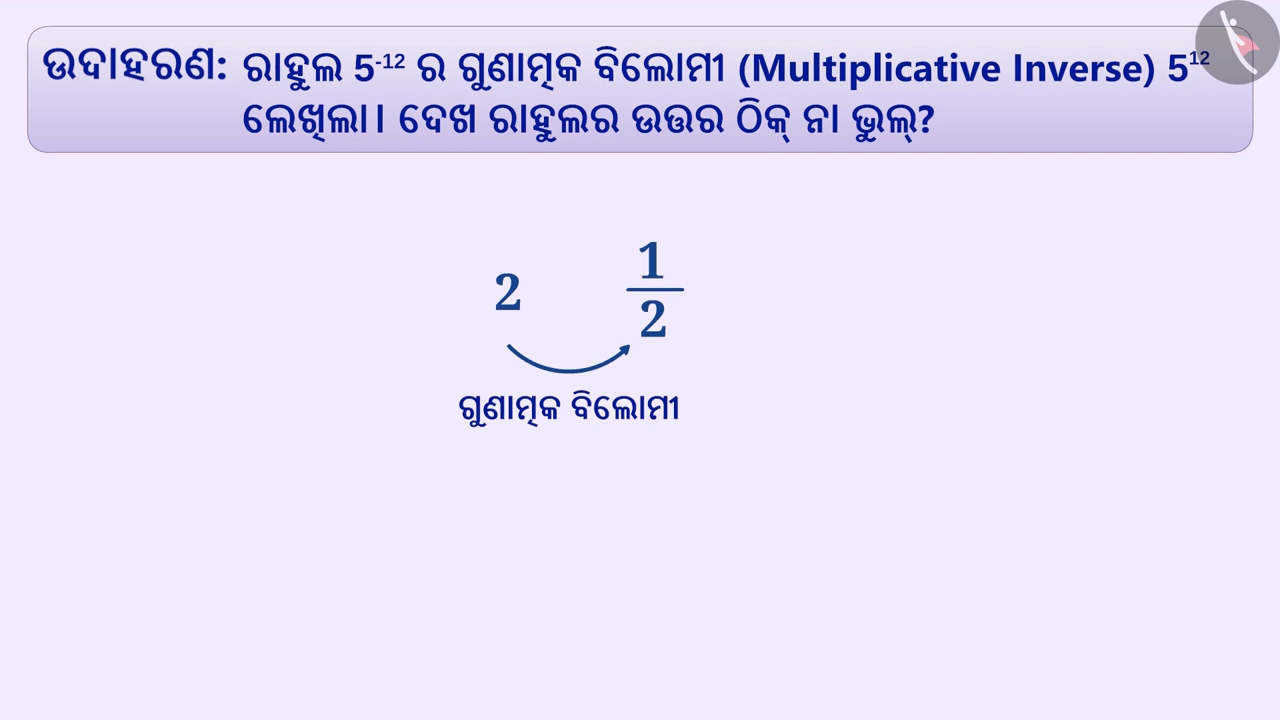 ଉଦାହରଣ: ରାହୁଲ 5⁻¹² ର ଗୁଣାତ୍ମକ ବିଲୋମୀ (Multiplicative Inverse) 5¹²
ଲେଖିଲା। ଦେଖ ରାହୁଲର ଉତ୍ତର ଠିକ୍ ନା ଭୁଲ୍?
1
2
2
ଗୁଣାତ୍ମକ ବିଲୋମୀ